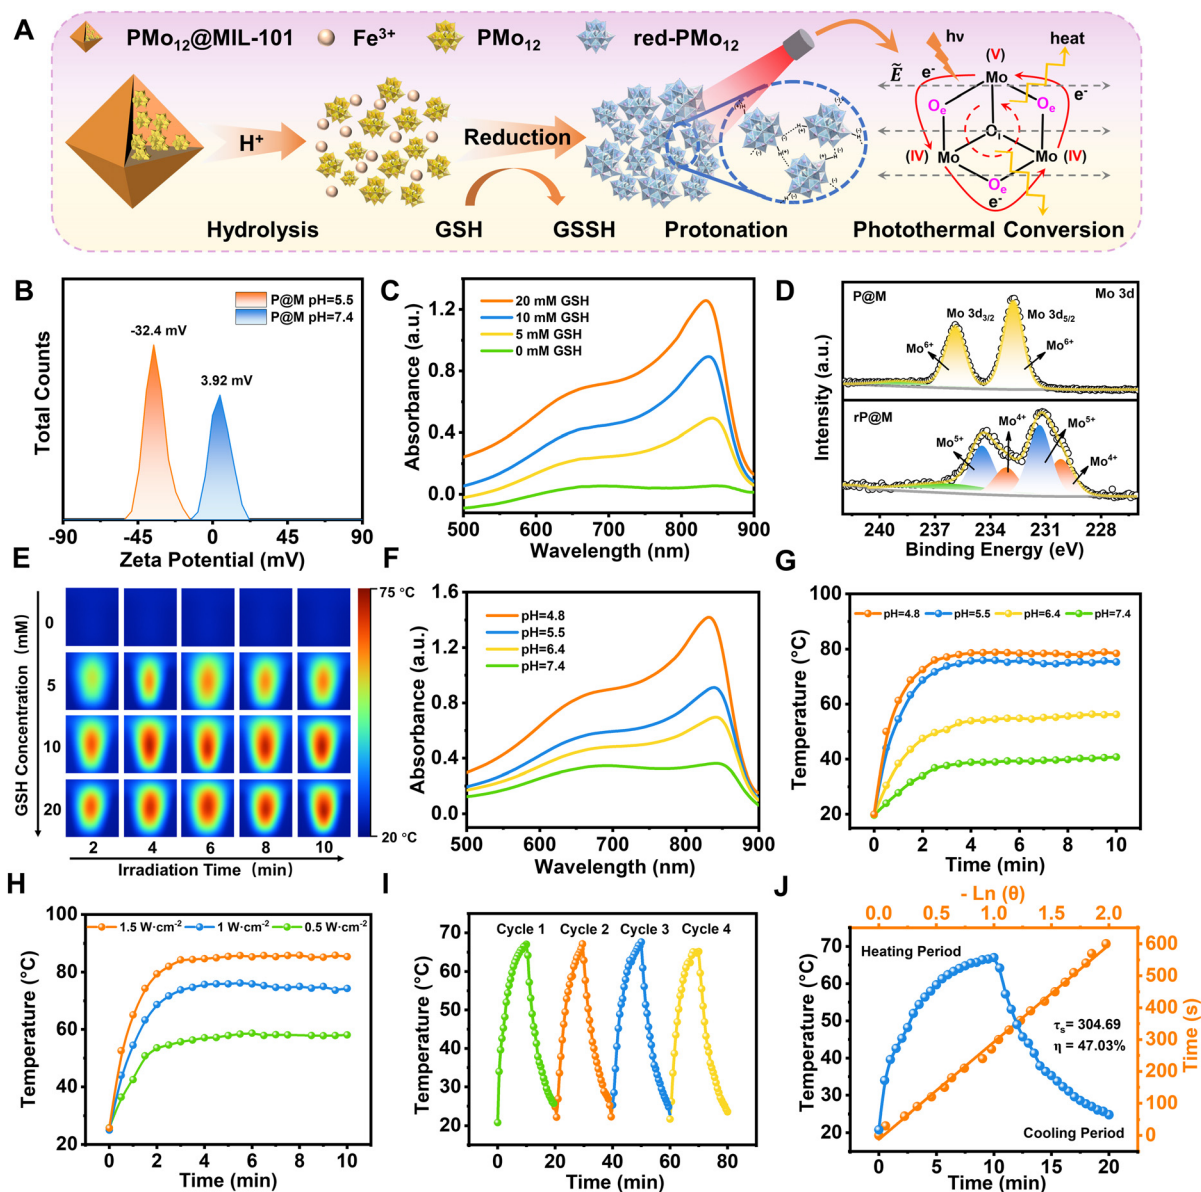 A
PMo₁₂@MIL-101
Fe³⁺
PMo₁₂
red-PMo₁₂
hν
heat
(V)
Ẽ
e⁻
Mo
e⁻
Oₑ
Oₑ
H⁺
Reduction
Oᵢ
(IV)
Mo
Mo
(IV)
Oₑ
e⁻
Hydrolysis
GSH
GSSH
Protonation
Photothermal Conversion
B
P@M pH=5.5
P@M pH=7.4
-32.4 mV
3.92 mV
Total Counts
-90
-45
0
45
90
Zeta Potential (mV)
C
20 mM GSH
10 mM GSH
5 mM GSH
0 mM GSH
Absorbance (a.u.)
1.2
0.8
0.4
0.0
500
600
700
800
900
Wavelength (nm)
D
P@M
Mo 3d
Mo 3d₃/₂
Mo 3d₅/₂
Mo⁶⁺
Mo⁶⁺
rP@M
Mo⁵⁺
Mo⁴⁺
Mo⁵⁺
Mo⁴⁺
Intensity (a.u.)
240
237
234
231
228
Binding Energy (eV)
E
GSH Concentration (mM)
0
5
10
20
75 °C
20 °C
2
4
6
8
10
Irradiation Time (min)
F
pH=4.8
pH=5.5
pH=6.4
pH=7.4
Absorbance (a.u.)
1.6
1.2
0.8
0.4
0.0
500
600
700
800
900
Wavelength (nm)
G
pH=4.8
pH=5.5
pH=6.4
pH=7.4
Temperature (°C)
100
80
60
40
20
0
2
4
6
8
10
Time (min)
H
1.5 W·cm⁻²
1 W·cm⁻²
0.5 W·cm⁻²
Temperature (°C)
100
80
60
40
20
0
2
4
6
8
10
Time (min)
I
Cycle 1
Cycle 2
Cycle 3
Cycle 4
Temperature (°C)
70
60
50
40
30
20
0
20
40
60
80
Time (min)
J
- Ln (θ)
0.0
0.5
1.0
1.5
2.0
Heating Period
τₛ= 304.69
η = 47.03%
Cooling Period
Temperature (°C)
70
60
50
40
30
20
Time (s)
600
500
400
300
200
100
0
0
5
10
15
20
Time (min)